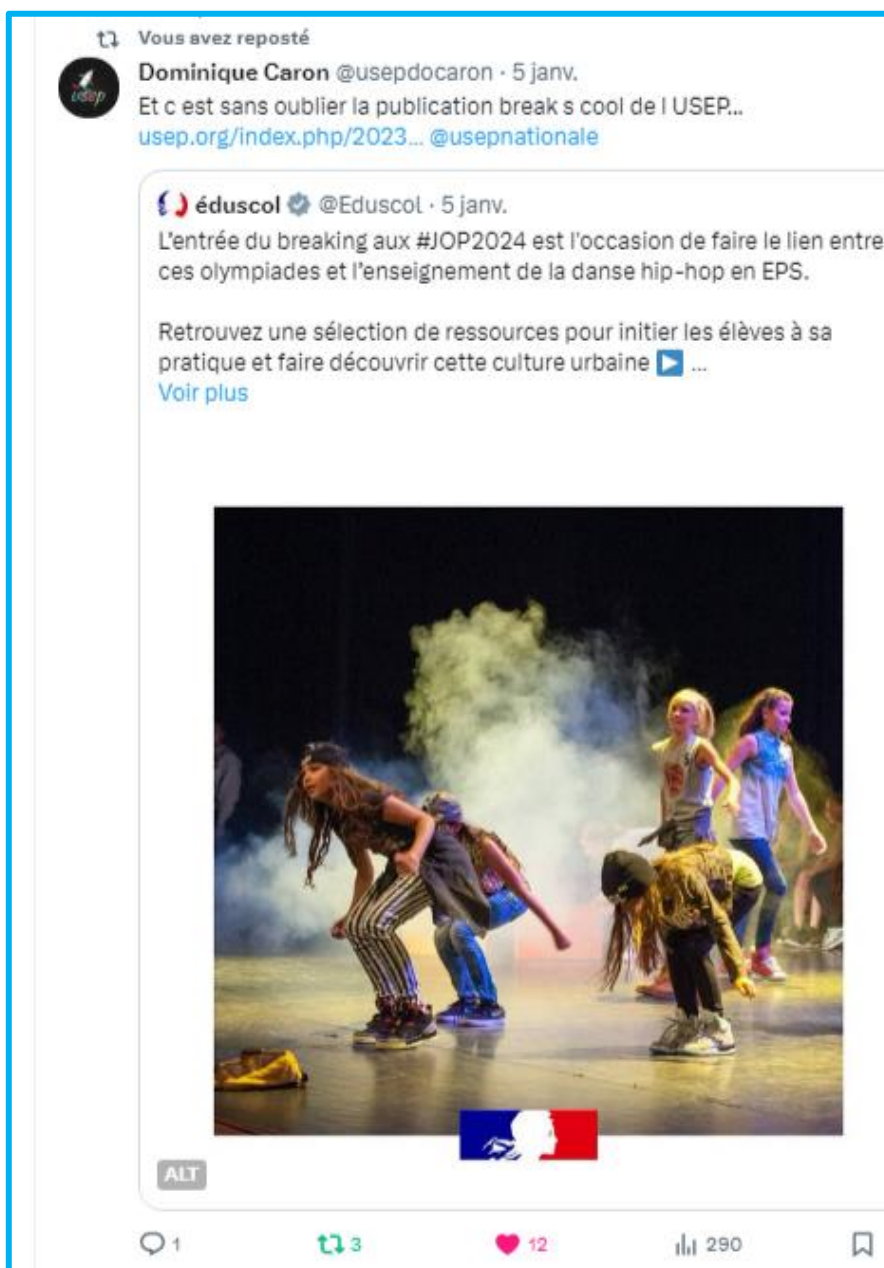 Vous avez reposté
Dominique Caron @usepdocaron · 5 janv.
Et c est sans oublier la publication break s cool de l USEP...
usep.org/index.php/2023... @usepnationale
usep
éduscol @Eduscol · 5 janv.
L'entrée du breaking aux #JOP2024 est l'occasion de faire le lien entre
ces olympiades et l'enseignement de la danse hip-hop en EPS.
Retrouvez une sélection de ressources pour initier les élèves à sa
pratique et faire découvrir cette culture urbaine ▶ ...
Voir plus
ALT
1 3 12 290